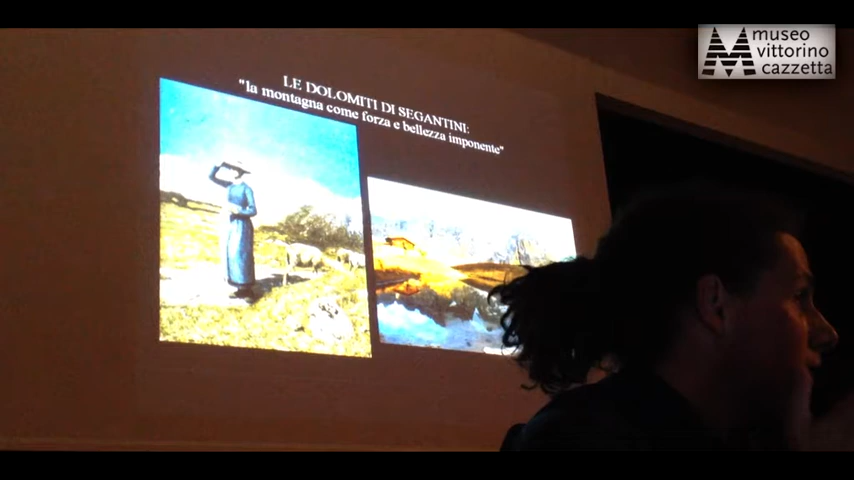 museo
vittorino
cazzetta
LE DOLOMITI DI SEGANTINI:
"la montagna come forza e bellezza imponente"